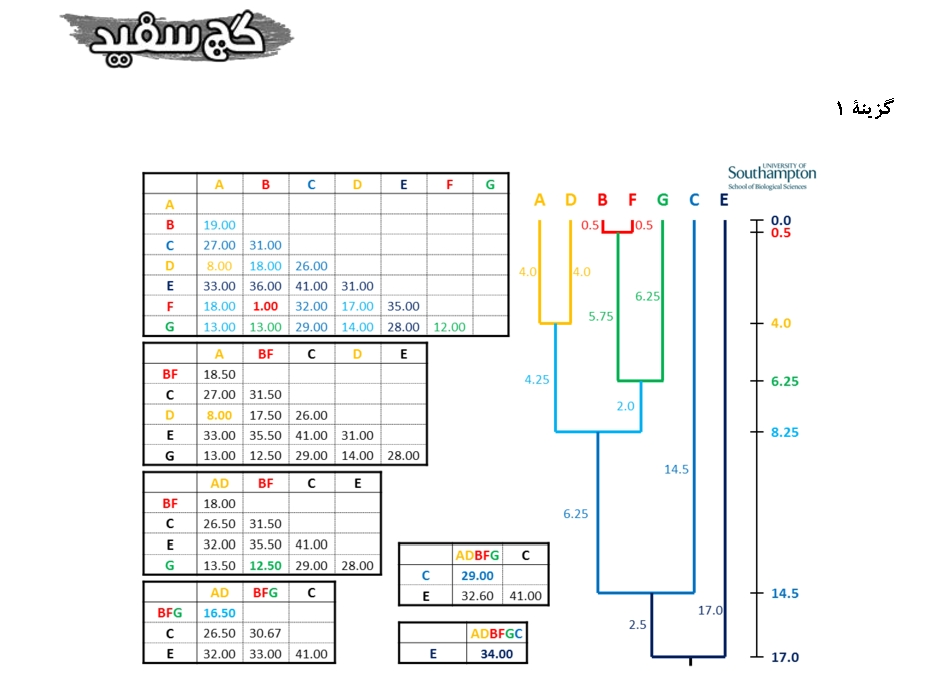 گچ سفید
گزینهٔ ۱
UNIVERSITY OF
Southampton
School of Biological Sciences
A B C D E F G
A
B 19.00
C 27.00 31.00
D 8.00 18.00 26.00
E 33.00 36.00 41.00 31.00
F 18.00 1.00 32.00 17.00 35.00
G 13.00 13.00 29.00 14.00 28.00 12.00
A BF C D E
BF 18.50
C 27.00 31.50
D 8.00 17.50 26.00
E 33.00 35.50 41.00 31.00
G 13.00 12.50 29.00 14.00 28.00
AD BF C E
BF 18.00
C 26.50 31.50
E 32.00 35.50 41.00
G 13.50 12.50 29.00 28.00
AD BFG C
BFG 16.50
C 26.50 30.67
E 32.00 33.00 41.00
ADBFG C
C 29.00
E 32.60 41.00
ADBFGC
E 34.00
A D B F G C E
0.5 0.5
4.0 4.0
6.25
5.75
4.25
2.0
14.5
6.25
17.0
2.5
0.0
0.5
4.0
6.25
8.25
14.5
17.0